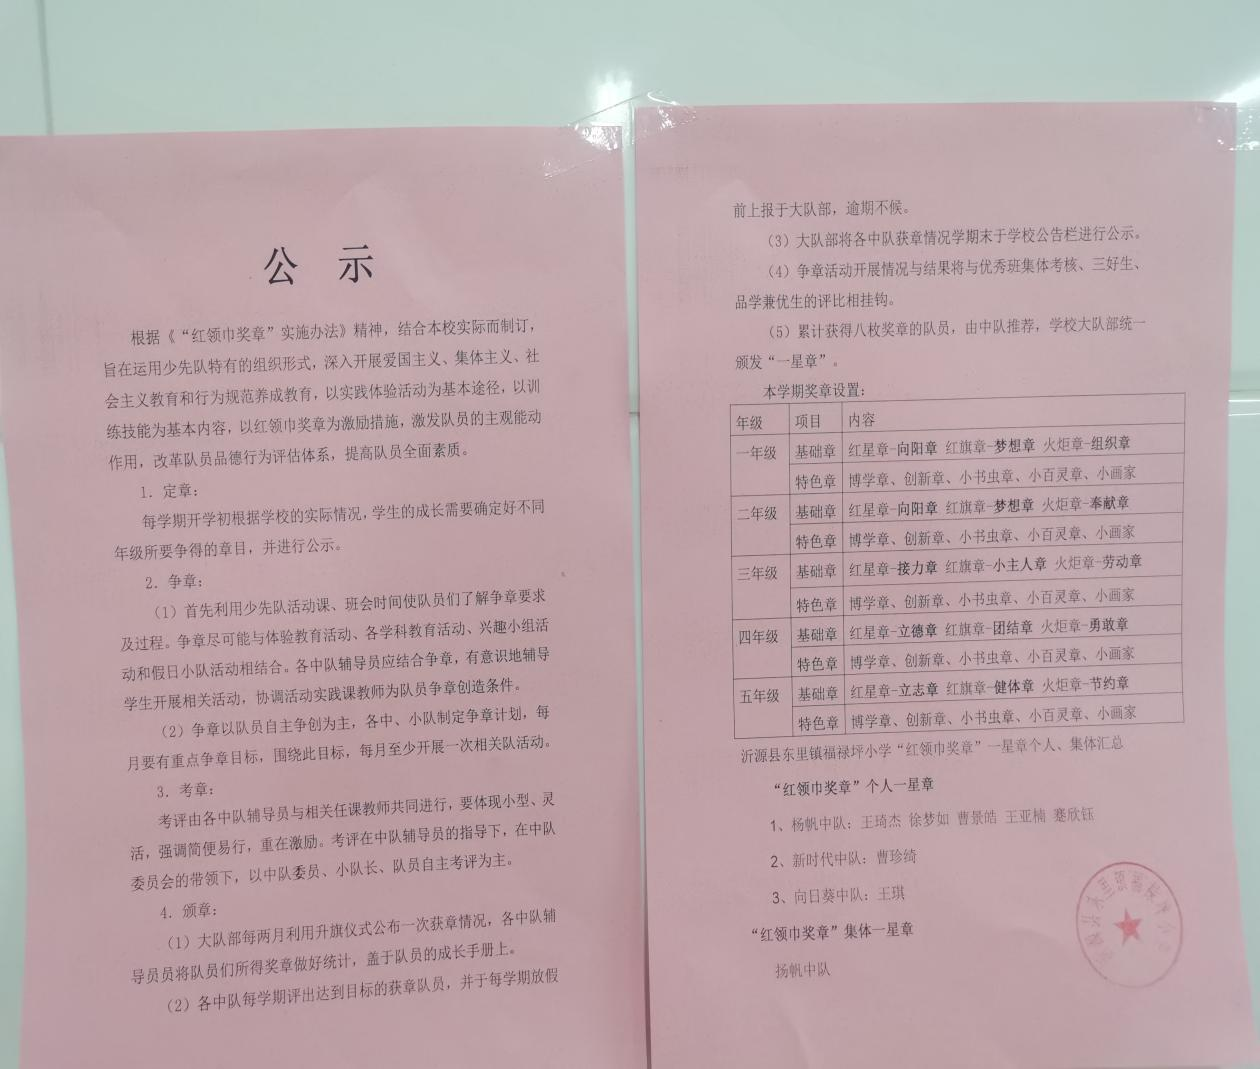 公 示
根据《“红领巾奖章”实施办法》精神，结合本校实际而制订，
旨在运用少先队特有的组织形式，深入开展爱国主义、集体主义、社
会主义教育和行为规范养成教育，以实践体验活动为基本途径，以训
练技能为基本内容，以红领巾奖章为激励措施，激发队员的主观能动
作用，改革队员品德行为评估体系，提高队员全面素质。
1．定章：
每学期开学初根据学校的实际情况，学生的成长需要确定好不同
年级所要争得的章目，并进行公示。
2．争章：
（1）首先利用少先队活动课、班会时间使队员们了解争章要求
及过程。争章尽可能与体验教育活动、各学科教育活动、兴趣小组活
动和假日小队活动相结合。各中队辅导员应结合争章，有意识地辅导
学生开展相关活动，协调活动实践课教师为队员争章创造条件。
（2）争章以队员自主争创为主，各中、小队制定争章计划，每
月要有重点争章目标，围绕此目标，每月至少开展一次相关队活动。
3．考章：
考评由各中队辅导员与相关任课教师共同进行，要体现小型、灵
活，强调简便易行，重在激励。考评在中队辅导员的指导下，在中队
委员会的带领下，以中队委员、小队长、队员自主考评为主。
4．颁章：
（1）大队部每两月利用升旗仪式公布一次获章情况，各中队辅
导员员将队员们所得奖章做好统计，盖于队员的成长手册上。
（2）各中队每学期评出达到目标的获章队员，并于每学期放假
前上报于大队部，逾期不候。
（3）大队部将各中队获章情况学期末于学校公告栏进行公示。
（4）争章活动开展情况与结果将与优秀班集体考核、三好生、
品学兼优生的评比相挂钩。
（5）累计获得八枚奖章的队员，由中队推荐，学校大队部统一
颁发“一星章”。
本学期奖章设置：
年级 项目 内容
一年级 基础章 红星章-向阳章 红旗章-梦想章 火炬章-组织章
特色章 博学章、创新章、小书虫章、小百灵章、小画家
二年级 基础章 红星章-向阳章 红旗章-梦想章 火炬章-奉献章
特色章 博学章、创新章、小书虫章、小百灵章、小画家
三年级 基础章 红星章-接力章 红旗章-小主人章 火炬章-劳动章
特色章 博学章、创新章、小书虫章、小百灵章、小画家
四年级 基础章 红星章-立德章 红旗章-团结章 火炬章-勇敢章
特色章 博学章、创新章、小书虫章、小百灵章、小画家
五年级 基础章 红星章-立志章 红旗章-健体章 火炬章-节约章
特色章 博学章、创新章、小书虫章、小百灵章、小画家
沂源县东里镇福禄坪小学“红领巾奖章”一星章个人、集体汇总
“红领巾奖章”个人一星章
1、杨帆中队：王琦杰 徐梦如 曹景皓 王亚楠 蹇欣钰
2、新时代中队：曹珍绮
3、向日葵中队：王琪
“红领巾奖章”集体一星章
扬帆中队